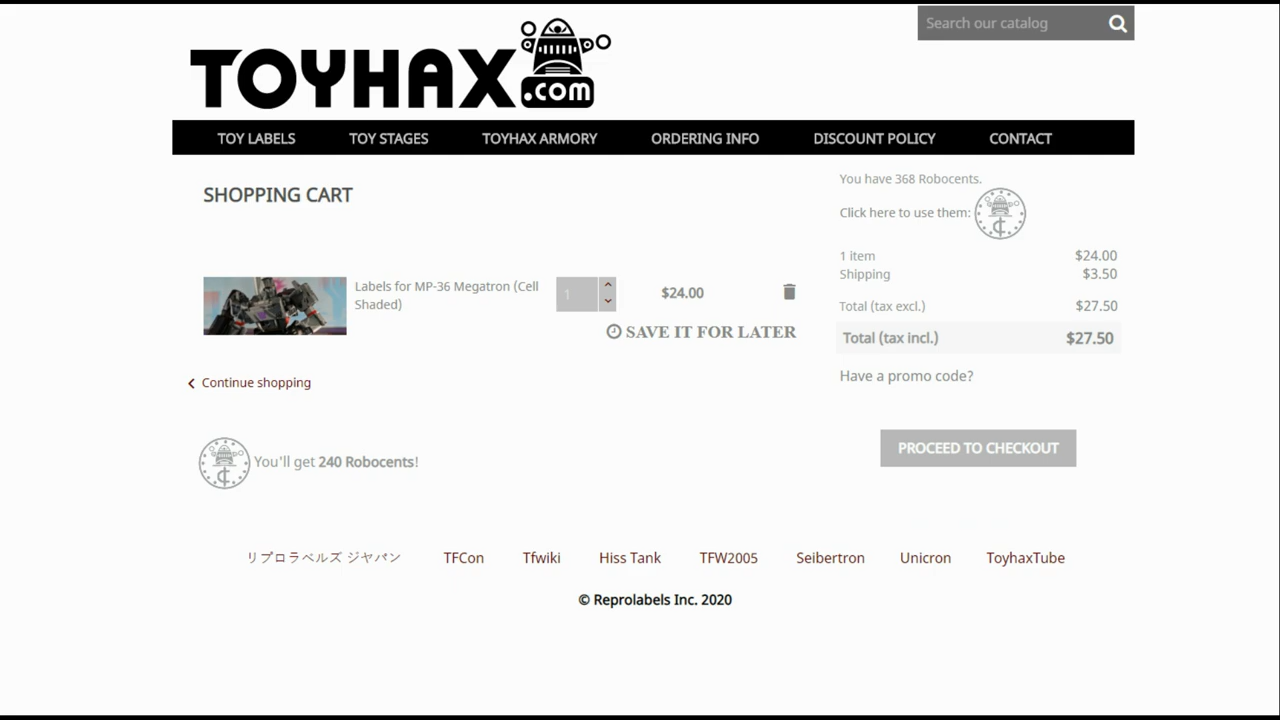 Search our catalog
TOYHAX
.com
TOY LABELS TOY STAGES TOYHAX ARMORY ORDERING INFO DISCOUNT POLICY CONTACT
SHOPPING CART
You have 368 Robocents.
Click here to use them:
Labels for MP-36 Megatron (Cell
Shaded)
1
$24.00
SAVE IT FOR LATER
1 item $24.00
Shipping $3.50
Total (tax excl.) $27.50
Total (tax incl.) $27.50
Have a promo code?
Continue shopping
PROCEED TO CHECKOUT
You'll get 240 Robocents!
リプロラベルズ ジャパン TFCon Tfwiki Hiss Tank TFW2005 Seibertron Unicron ToyhaxTube
© Reprolabels Inc. 2020